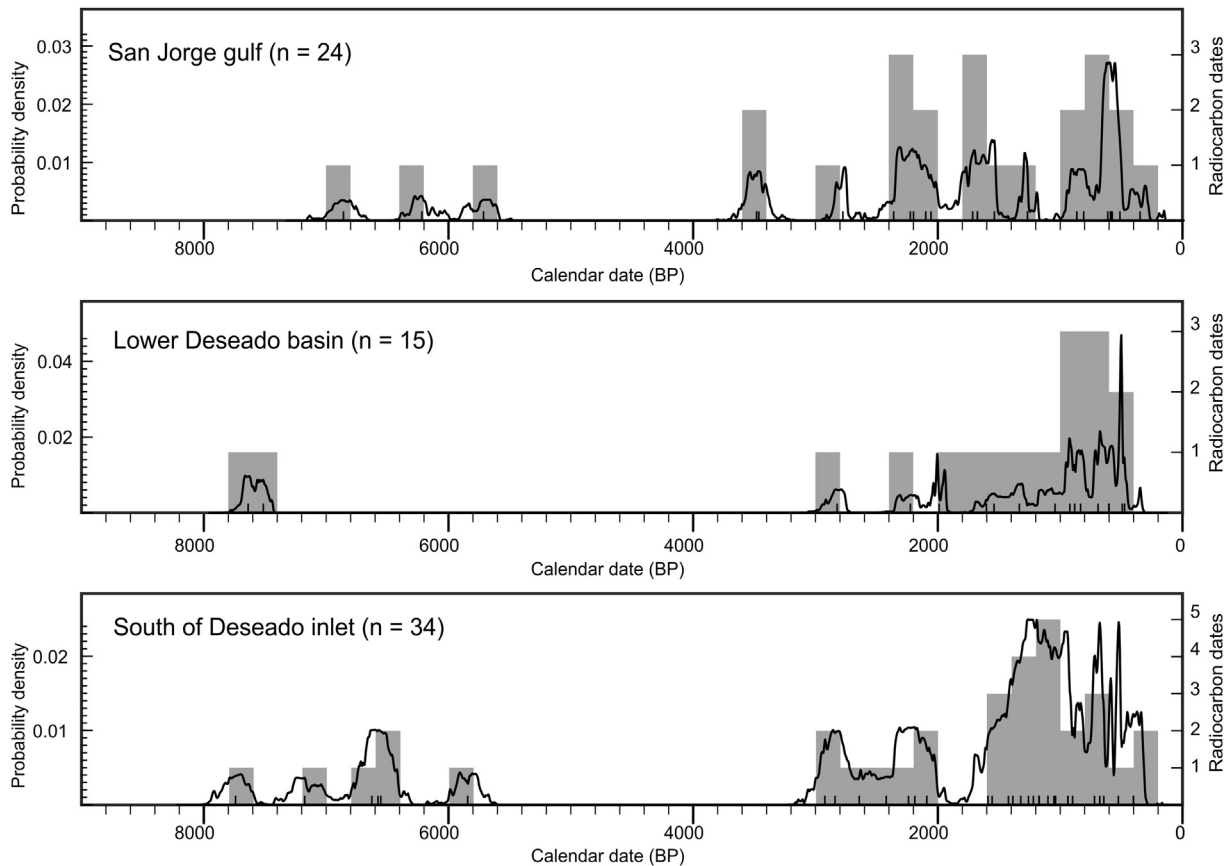 San Jorge gulf (n = 24)
Probability density
0.03
0.02
0.01
Radiocarbon dates
3
2
1
0
8000 6000 4000 2000 0
Calendar date (BP)
Lower Deseado basin (n = 15)
Probability density
0.04
0.02
Radiocarbon dates
3
2
1
0
8000 6000 4000 2000 0
Calendar date (BP)
South of Deseado inlet (n = 34)
Probability density
0.02
0.01
Radiocarbon dates
5
4
3
2
1
0
8000 6000 4000 2000 0
Calendar date (BP)